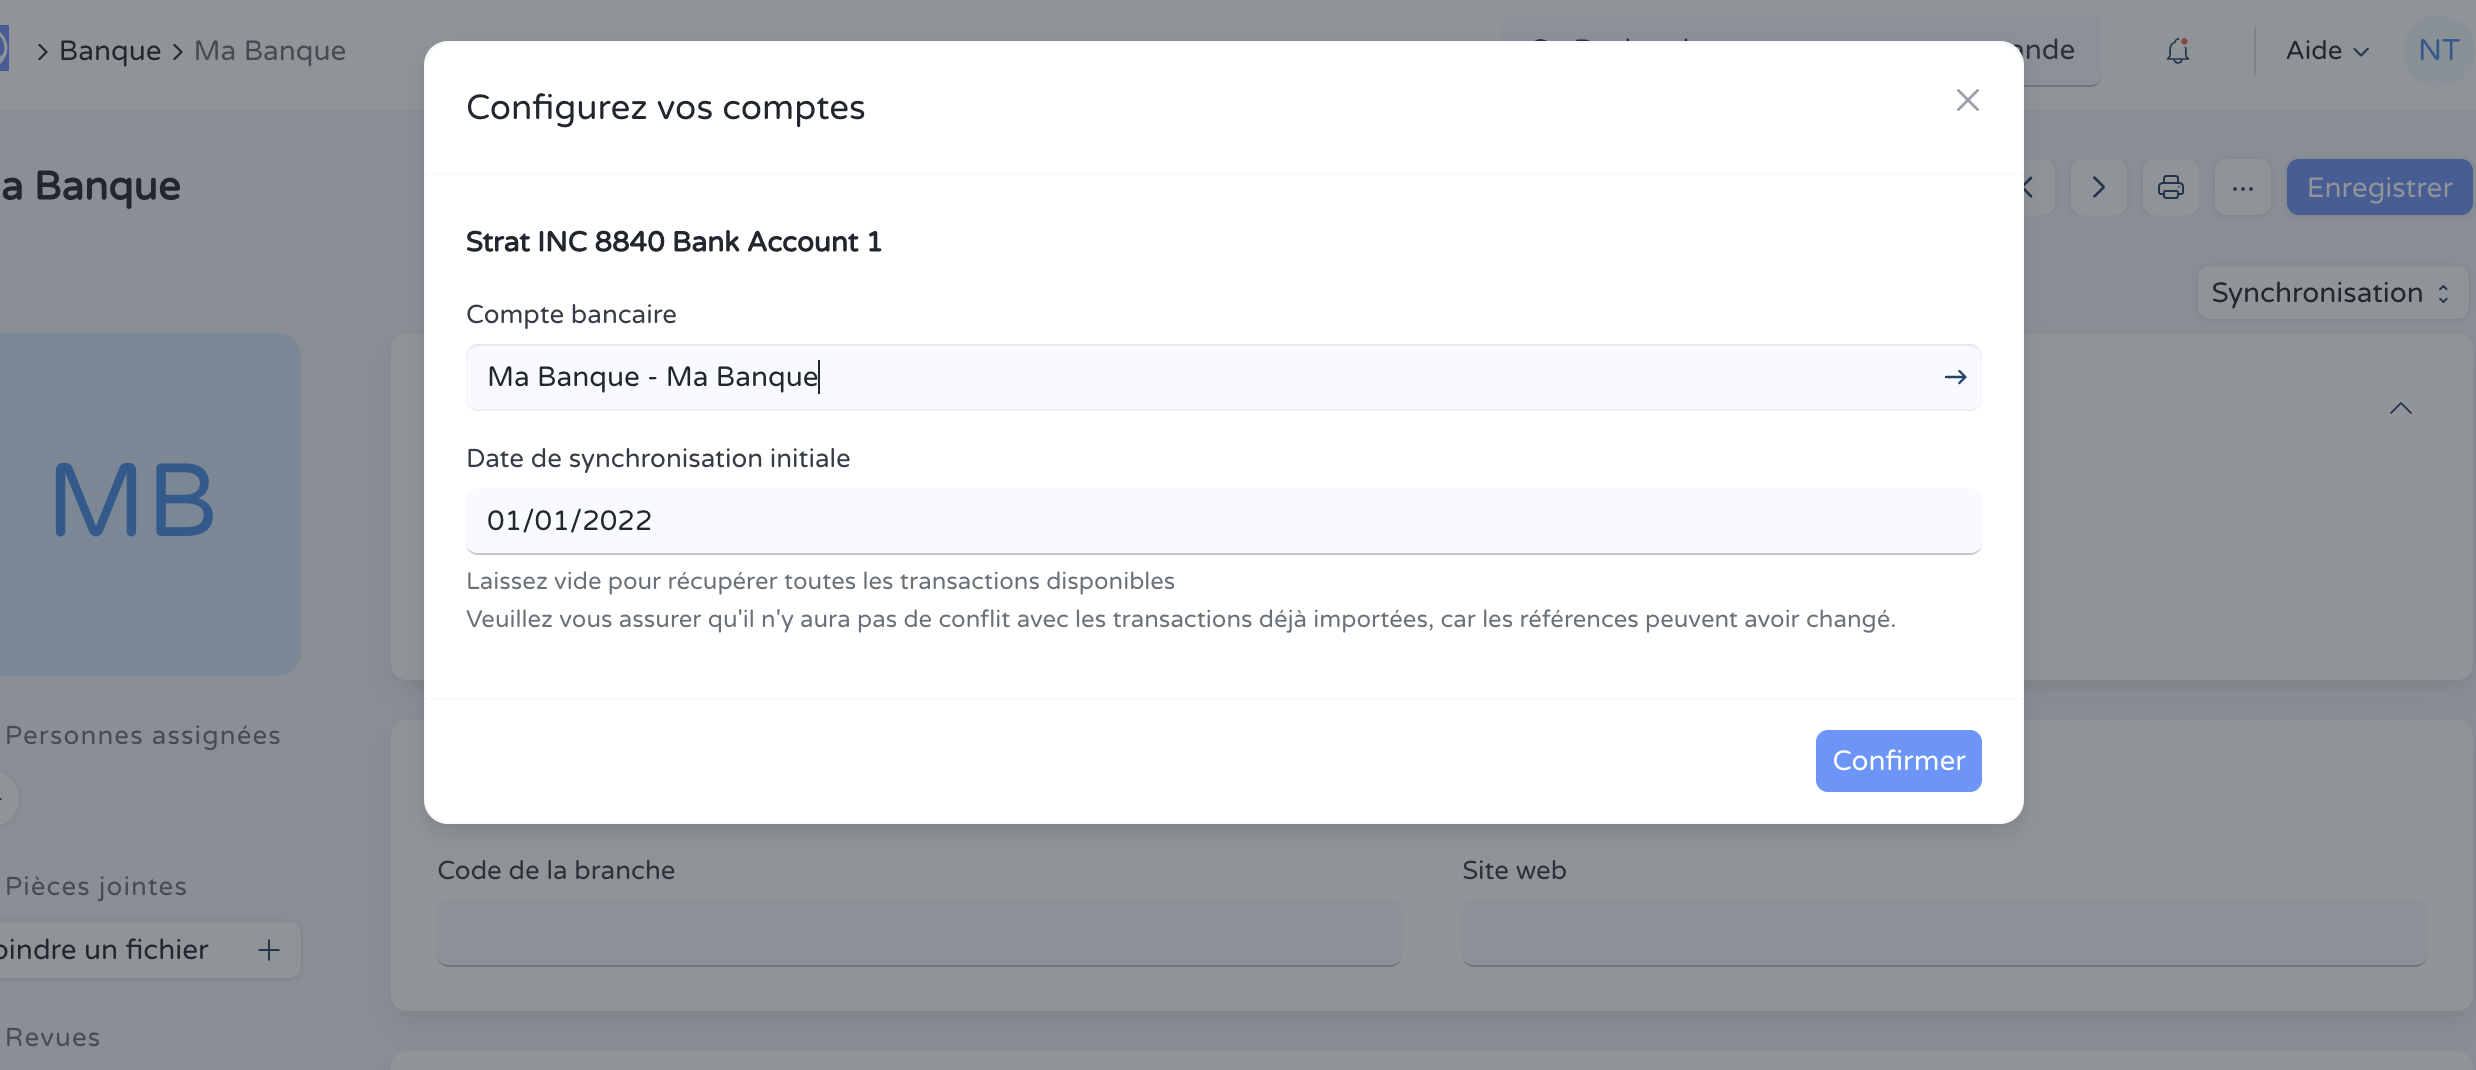 Banque
Ma Banque
Aide
NT
a Banque
Enregistrer
Synchronisation
Configurez vos comptes
Strat INC 8840 Bank Account 1
Compte bancaire
Ma Banque - Ma Banque
Date de synchronisation initiale
01/01/2022
Laissez vide pour récupérer toutes les transactions disponibles
Veuillez vous assurer qu'il n'y aura pas de conflit avec les transactions déjà importées, car les références peuvent avoir changé.
Confirmer
MB
Personnes assignées
Pièces jointes
oindre un fichier
Revues
Code de la branche
Site web